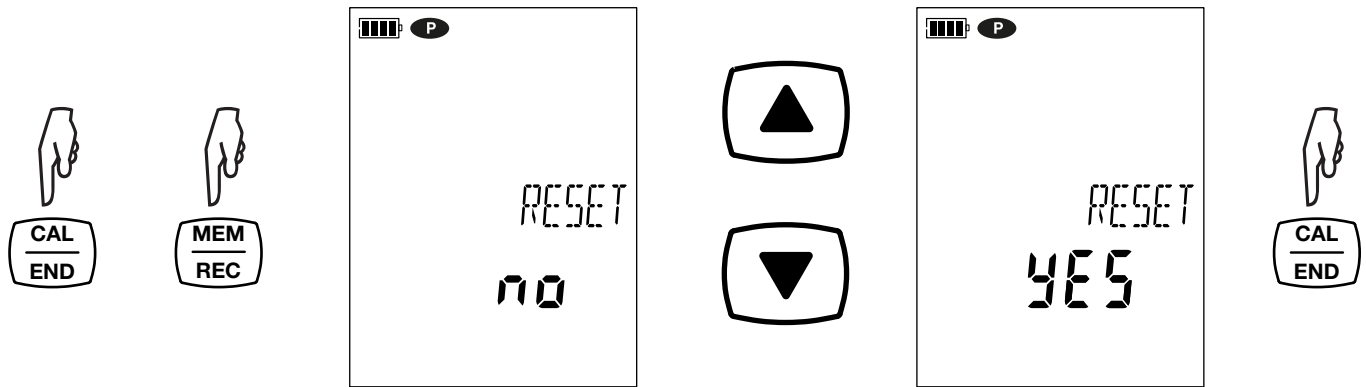 CAL
END
MEM
REC
P
RESET
no
P
RESET
YES
CAL
END